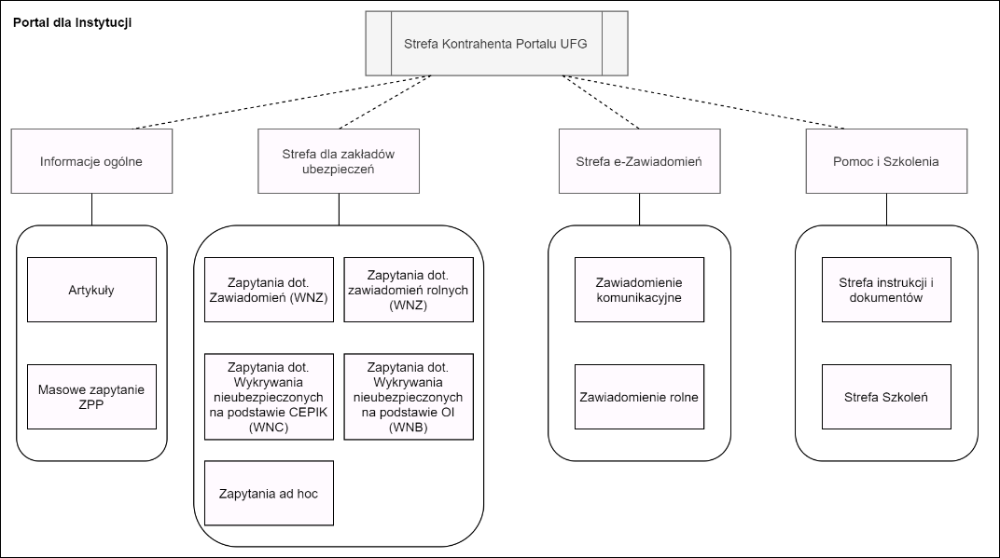 Portal dla Instytucji
Strefa Kontrahenta Portalu UFG
Informacje ogólne
Strefa dla zakładów
ubezpieczeń
Strefa e-Zawiadomień
Pomoc i Szkolenia
Artykuły
Masowe zapytanie
ZPP
Zapytania dot.
Zawiadomień (WNZ)
Zapytania dot.
zawiadomień rolnych
(WNZ)
Zapytania dot.
Wykrywania
nieubezpieczonych
na podstawie CEPIK
(WNC)
Zapytania dot.
Wykrywania
nieubezpieczonych
na podstawie OI
(WNB)
Zapytania ad hoc
Zawiadomienie
komunikacyjne
Zawiadomienie rolne
Strefa instrukcji i
dokumentów
Strefa Szkoleń